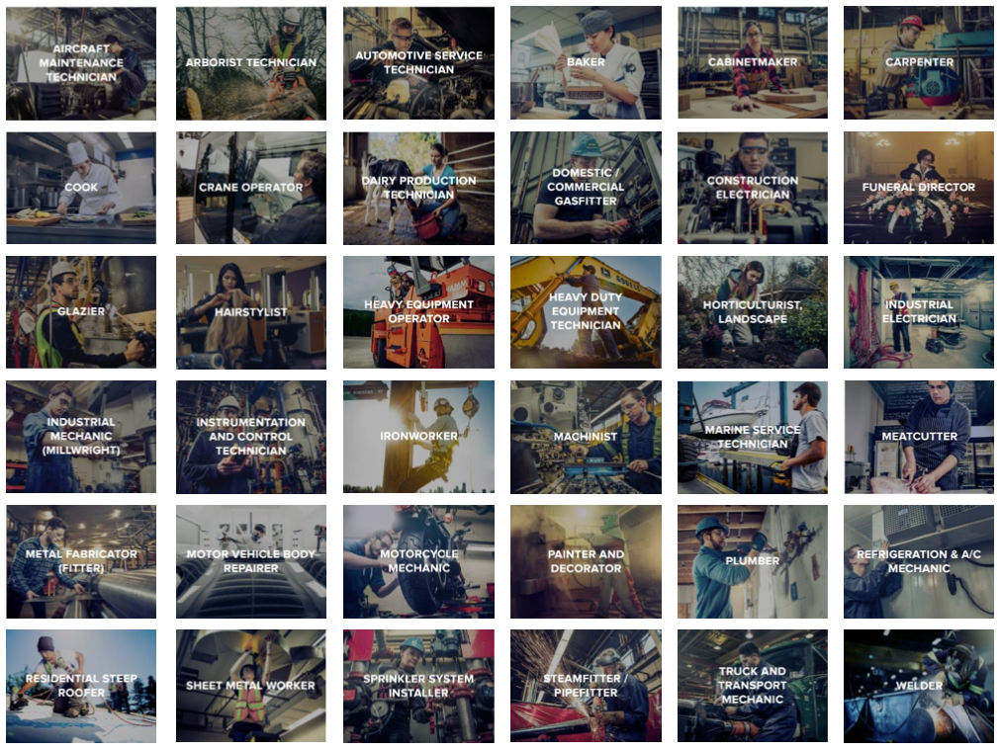 AIRCRAFT
MAINTENANCE
TECHNICIAN
ARBORIST TECHNICIAN
AUTOMOTIVE SERVICE
TECHNICIAN
BAKER
CABINETMAKER
CARPENTER
COOK
CRANE OPERATOR
DAIRY PRODUCTION
TECHNICIAN
DOMESTIC /
COMMERCIAL
GASFITTER
CONSTRUCTION
ELECTRICIAN
FUNERAL DIRECTOR
GLAZIER
HAIRSTYLIST
HEAVY EQUIPMENT
OPERATOR
HEAVY DUTY
EQUIPMENT
TECHNICIAN
HORTICULTURIST,
LANDSCAPE
INDUSTRIAL
ELECTRICIAN
INDUSTRIAL
MECHANIC
(MILLWRIGHT)
INSTRUMENTATION
AND CONTROL
TECHNICIAN
IRONWORKER
MACHINIST
MARINE SERVICE
TECHNICIAN
MEATCUTTER
METAL FABRICATOR
(FITTER)
MOTOR VEHICLE BODY
REPAIRER
MOTORCYCLE
MECHANIC
PAINTER AND
DECORATOR
PLUMBER
REFRIGERATION & A/C
MECHANIC
RESIDENTIAL STEEP
ROOFER
SHEET METAL WORKER
SPRINKLER SYSTEM
INSTALLER
STEAMFITTER /
PIPEFITTER
TRUCK AND
TRANSPORT
MECHANIC
WELDER